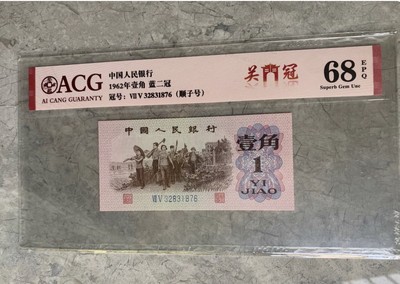 ACG
AI CANG GUARANTY
中国人民银行
1962年壹角 蓝二冠
冠号: Ⅶ Ⅴ 32831876 (顺子号)
关门冠
68 EPQ
Superb Gem Unc
中國人民銀行
壹角
1
YI
JIAO
Ⅶ Ⅴ 32831876